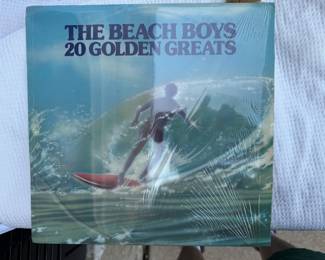 THE BEACH BOYS
20 GOLDEN GREATS